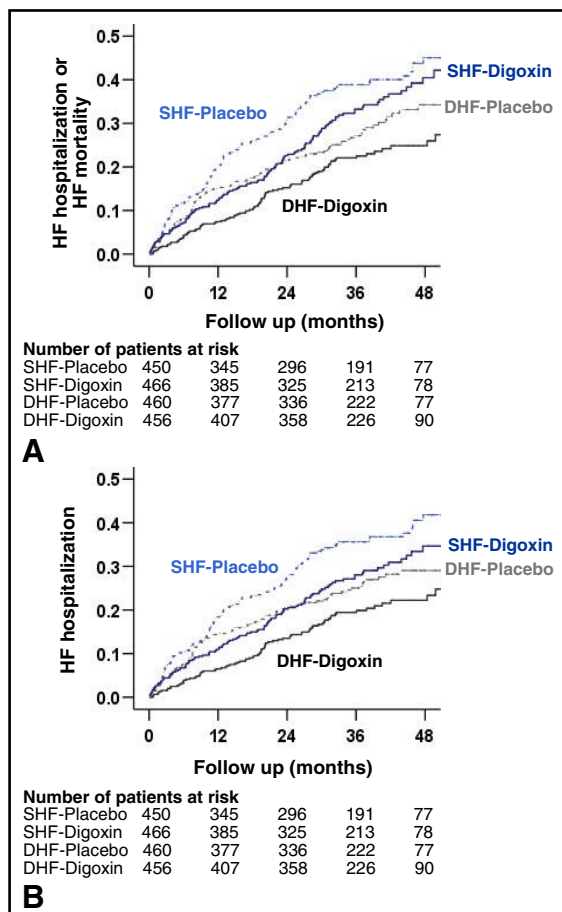 HF hospitalization or
HF mortality
0.5
0.4
0.3
0.2
0.1
0.0
SHF-Placebo
SHF-Digoxin
DHF-Placebo
DHF-Digoxin
0 12 24 36 48
Follow up (months)
Number of patients at risk
SHF-Placebo 450 345 296 191 77
SHF-Digoxin 466 385 325 213 78
DHF-Placebo 460 377 336 222 77
DHF-Digoxin 456 407 358 226 90
A
HF hospitalization
0.5
0.4
0.3
0.2
0.1
0.0
SHF-Placebo
SHF-Digoxin
DHF-Placebo
DHF-Digoxin
0 12 24 36 48
Follow up (months)
Number of patients at risk
SHF-Placebo 450 345 296 191 77
SHF-Digoxin 466 385 325 213 78
DHF-Placebo 460 377 336 222 77
DHF-Digoxin 456 407 358 226 90
B